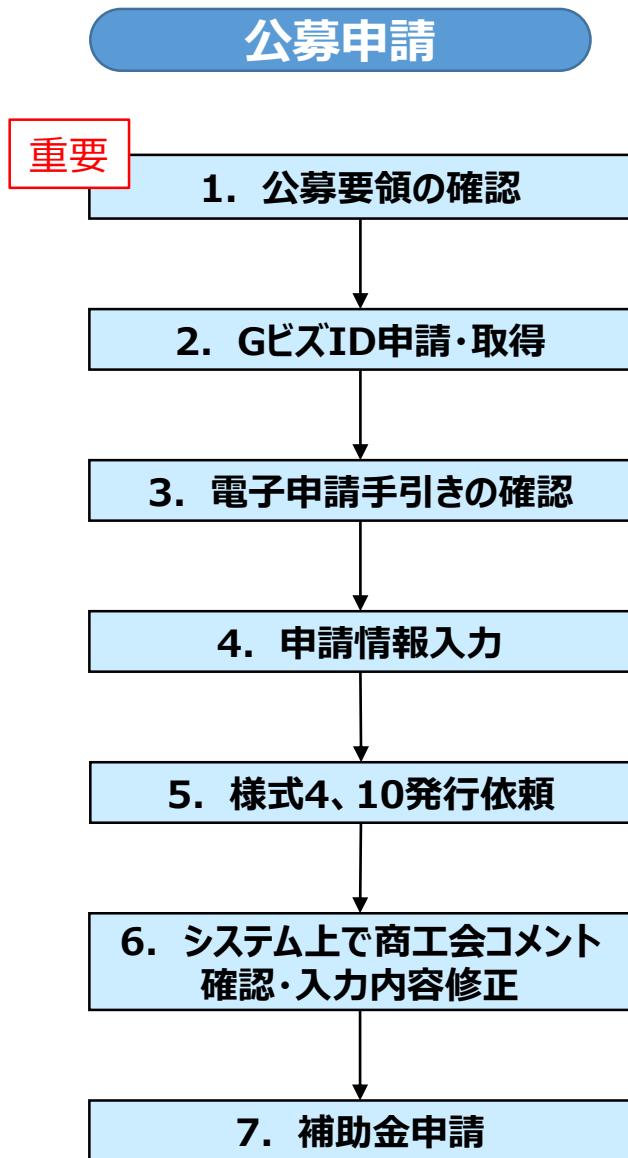 公募申請
重要
1. 公募要領の確認
2. GビズID申請・取得
3. 電子申請手引きの確認
4. 申請情報入力
5. 様式4、10発行依頼
6. システム上で商工会コメント
確認・入力内容修正
7. 補助金申請